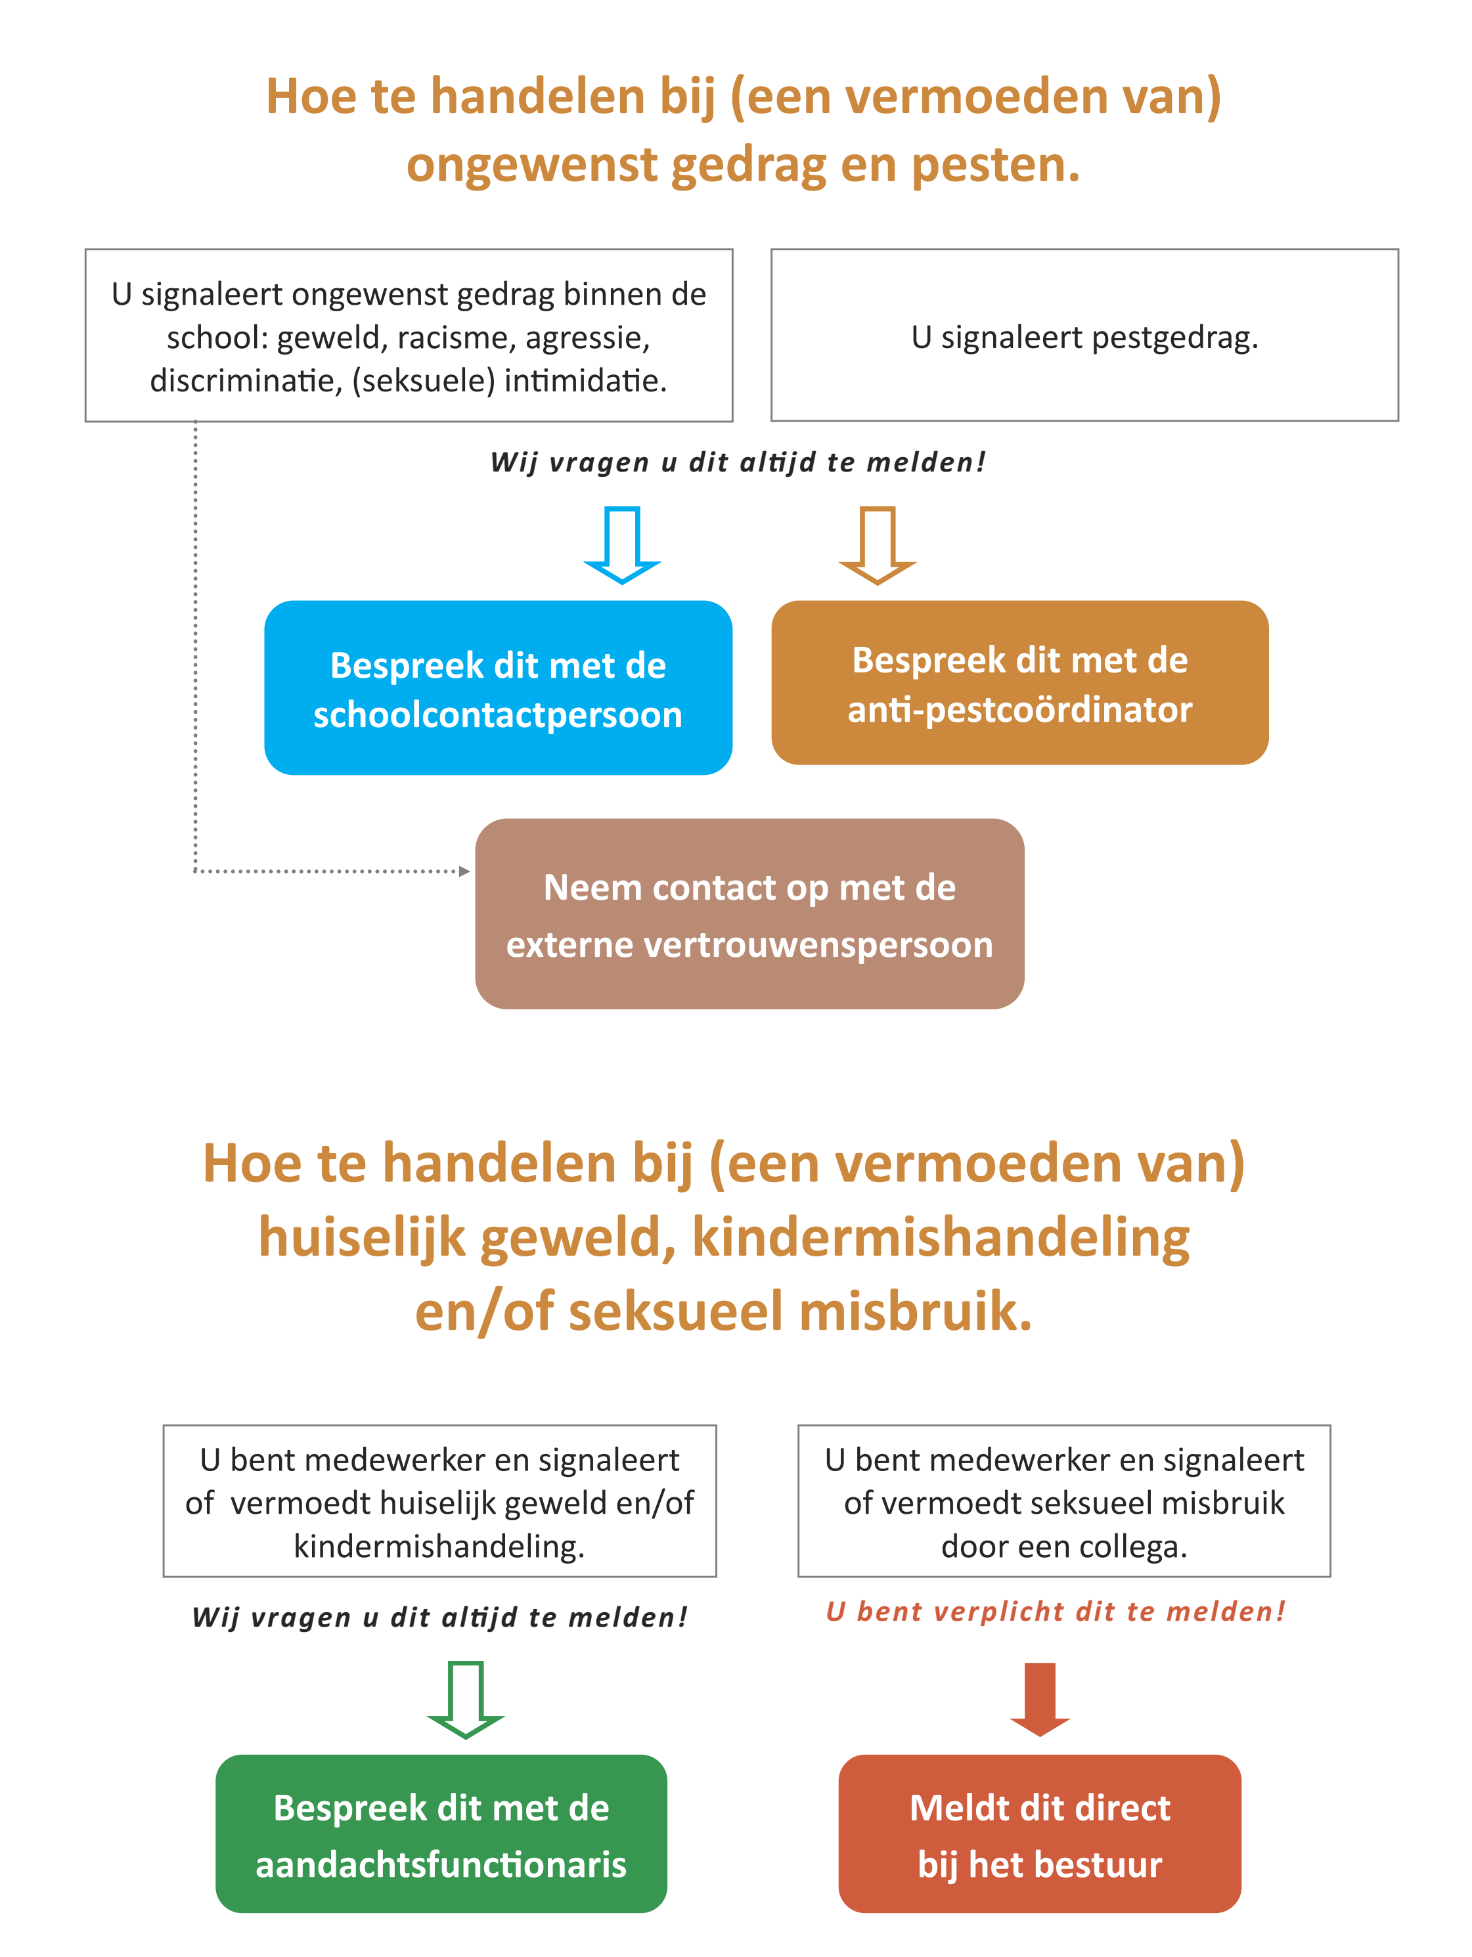 Hoe te handelen bij (een vermoeden van)
ongewenst gedrag en pesten.
U signaleert ongewenst gedrag binnen de
school: geweld, racisme, agressie,
discriminatie, (seksuele) intimidatie.
U signaleert pestgedrag.
Wij vragen u dit altijd te melden!
Bespreek dit met de
schoolcontactpersoon
Bespreek dit met de
anti-pestcoördinator
Neem contact op met de
externe vertrouwenspersoon
Hoe te handelen bij (een vermoeden van)
huiselijk geweld, kindermishandeling
en/of seksueel misbruik.
U bent medewerker en signaleert
of vermoedt huiselijk geweld en/of
kindermishandeling.
U bent medewerker en signaleert
of vermoedt seksueel misbruik
door een collega.
Wij vragen u dit altijd te melden!
U bent verplicht dit te melden!
Bespreek dit met de
aandachtsfunctionaris
Meldt dit direct
bij het bestuur